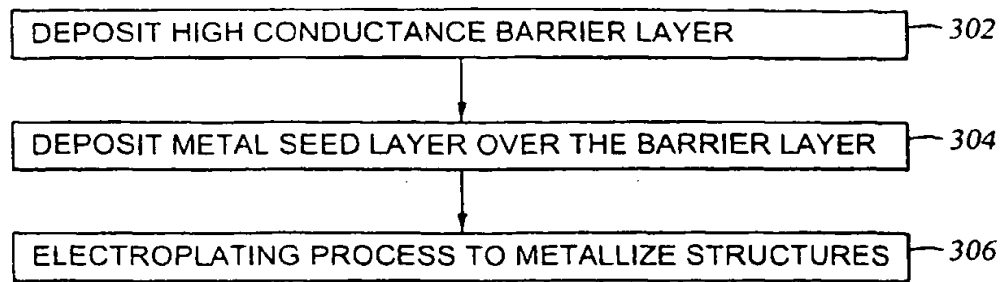 DEPOSIT HIGH CONDUCTANCE BARRIER LAYER 302
DEPOSIT METAL SEED LAYER OVER THE BARRIER LAYER 304
ELECTROPLATING PROCESS TO METALLIZE STRUCTURES 306